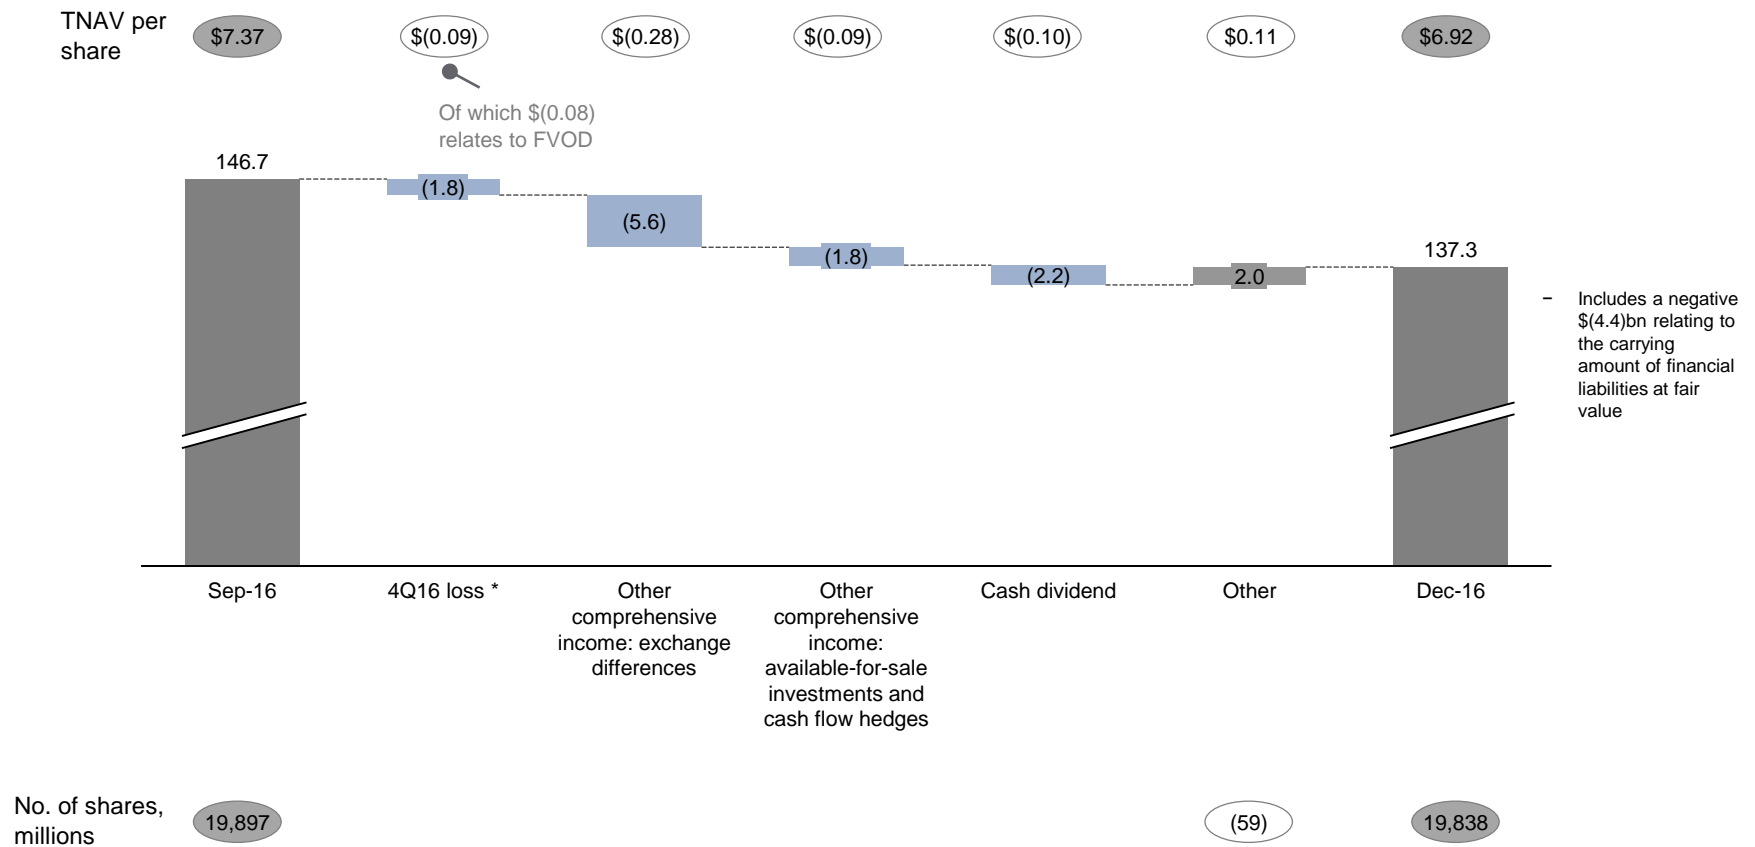 TNAV per
share
$7.37
$(0.09)
$(0.28)
$(0.09)
$(0.10)
$0.11
$6.92
Of which $(0.08)
relates to FVOD
146.7
(1.8)
(5.6)
(1.8)
(2.2)
2.0
137.3
– Includes a negative
$(4.4)bn relating to
the carrying
amount of financial
liabilities at fair
value
Sep-16
4Q16 loss *
Other
comprehensive
income: exchange
differences
Other
comprehensive
income:
available-for-sale
investments and
cash flow hedges
Cash dividend
Other
Dec-16
No. of shares,
millions
19,897
(59)
19,838